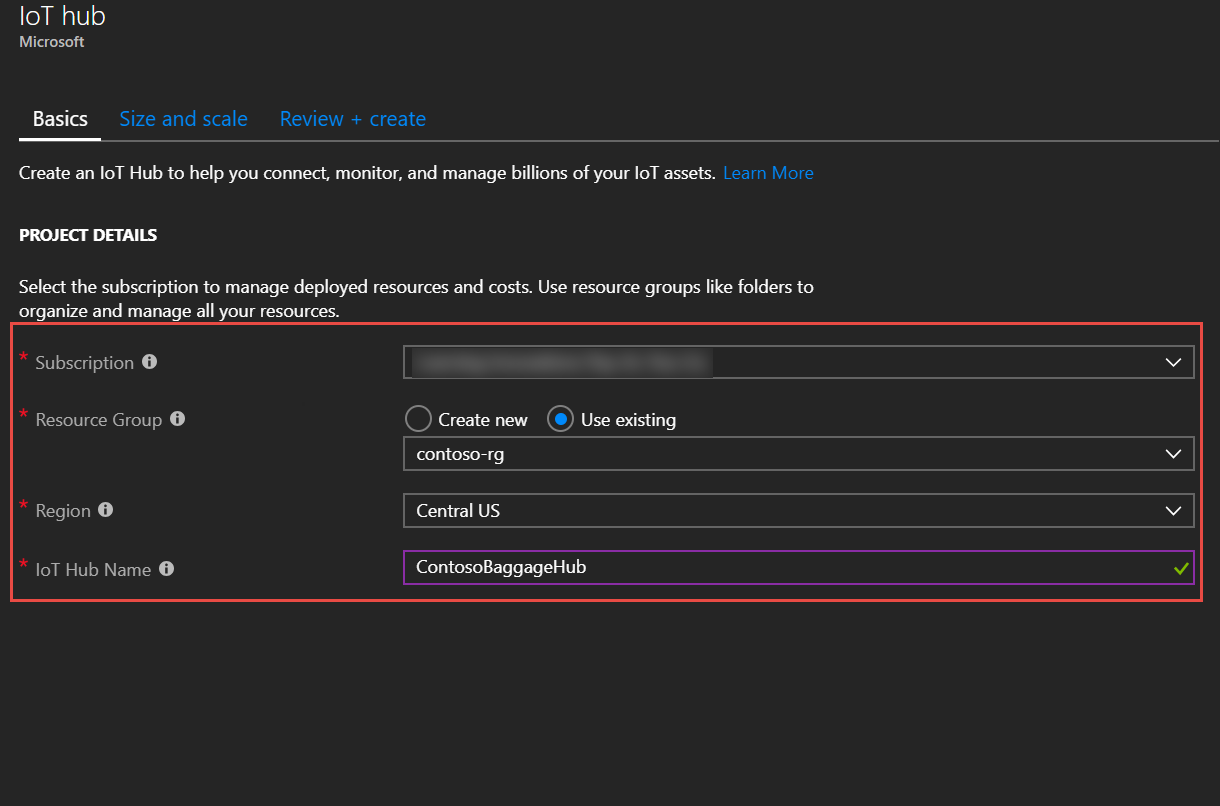 IoT hub
Microsoft
Basics Size and scale Review + create
Create an IoT Hub to help you connect, monitor, and manage billions of your IoT assets. Learn More
PROJECT DETAILS
Select the subscription to manage deployed resources and costs. Use resource groups like folders to
organize and manage all your resources.
* Subscription
* Resource Group Create new Use existing
contoso-rg
* Region Central US
* IoT Hub Name ContosoBaggageHub